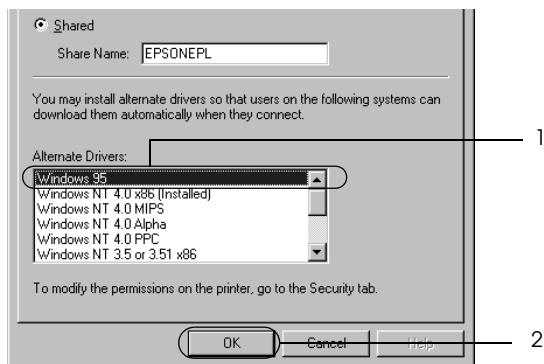 Shared
Share Name: EPSONEPL
You may install alternate drivers so that users on the following systems can
download them automatically when they connect.
Alternate Drivers:
1
Windows 95
Windows NT 4.0 x86 (Installed)
Windows NT 4.0 MIPS
Windows NT 4.0 Alpha
Windows NT 4.0 PPC
Windows NT 3.5 or 3.51 x86
To modify the permissions on the printer, go to the Security tab.
OK Cancel Help 2